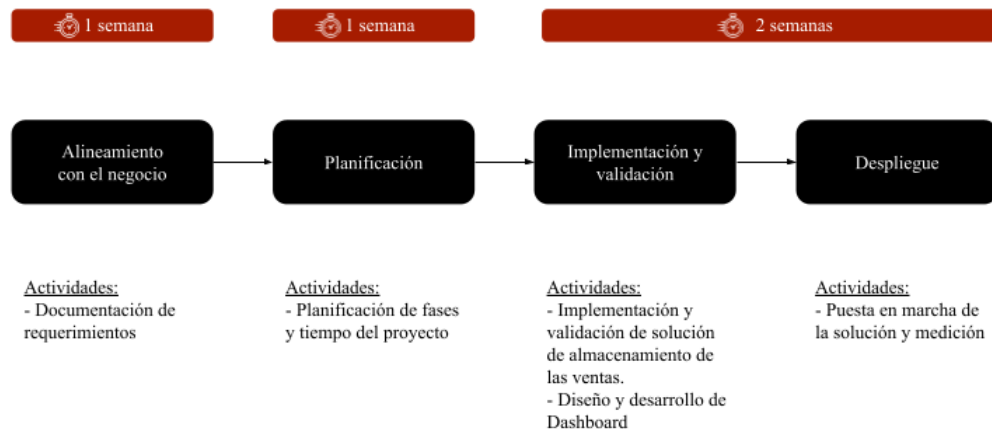 1 semana
1 semana
2 semanas
Alineamiento
con el negocio
Planificación
Implementación y
validación
Despliegue
Actividades:
- Documentación de
requerimientos
Actividades:
- Planificación de fases
y tiempo del proyecto
Actividades:
- Implementación y
validación de solución
de almacenamiento de
las ventas.
- Diseño y desarrollo de
Dashboard
Actividades:
- Puesta en marcha de
la solución y medición